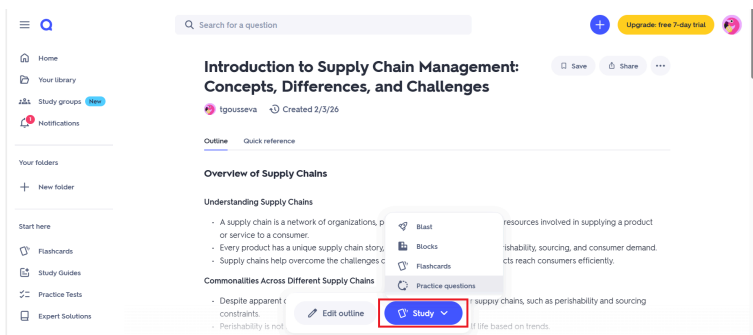 Q
Search for a question
Upgrade: free 7-day trial
Home
Your library
Study groups New
1
Notifications
Your folders
New folder
Start here
Flashcards
Study Guides
Practice Tests
Expert Solutions
Introduction to Supply Chain Management:
Concepts, Differences, and Challenges
Save
Share
tgousseva Created 2/3/26
Outline Quick reference
Overview of Supply Chains
Understanding Supply Chains
- A supply chain is a network of organizations, p resources involved in supplying a product
or service to a consumer.
- Every product has a unique supply chain story, rishability, sourcing, and consumer demand.
- Supply chains help overcome the challenges cts reach consumers efficiently.
Commonalities Across Different Supply Chains
- Despite apparent supply chains, such as perishability and sourcing
constraints.
- Perishability is not life based on trends.
Blast
Blocks
Flashcards
Practice questions
Edit outline
Study